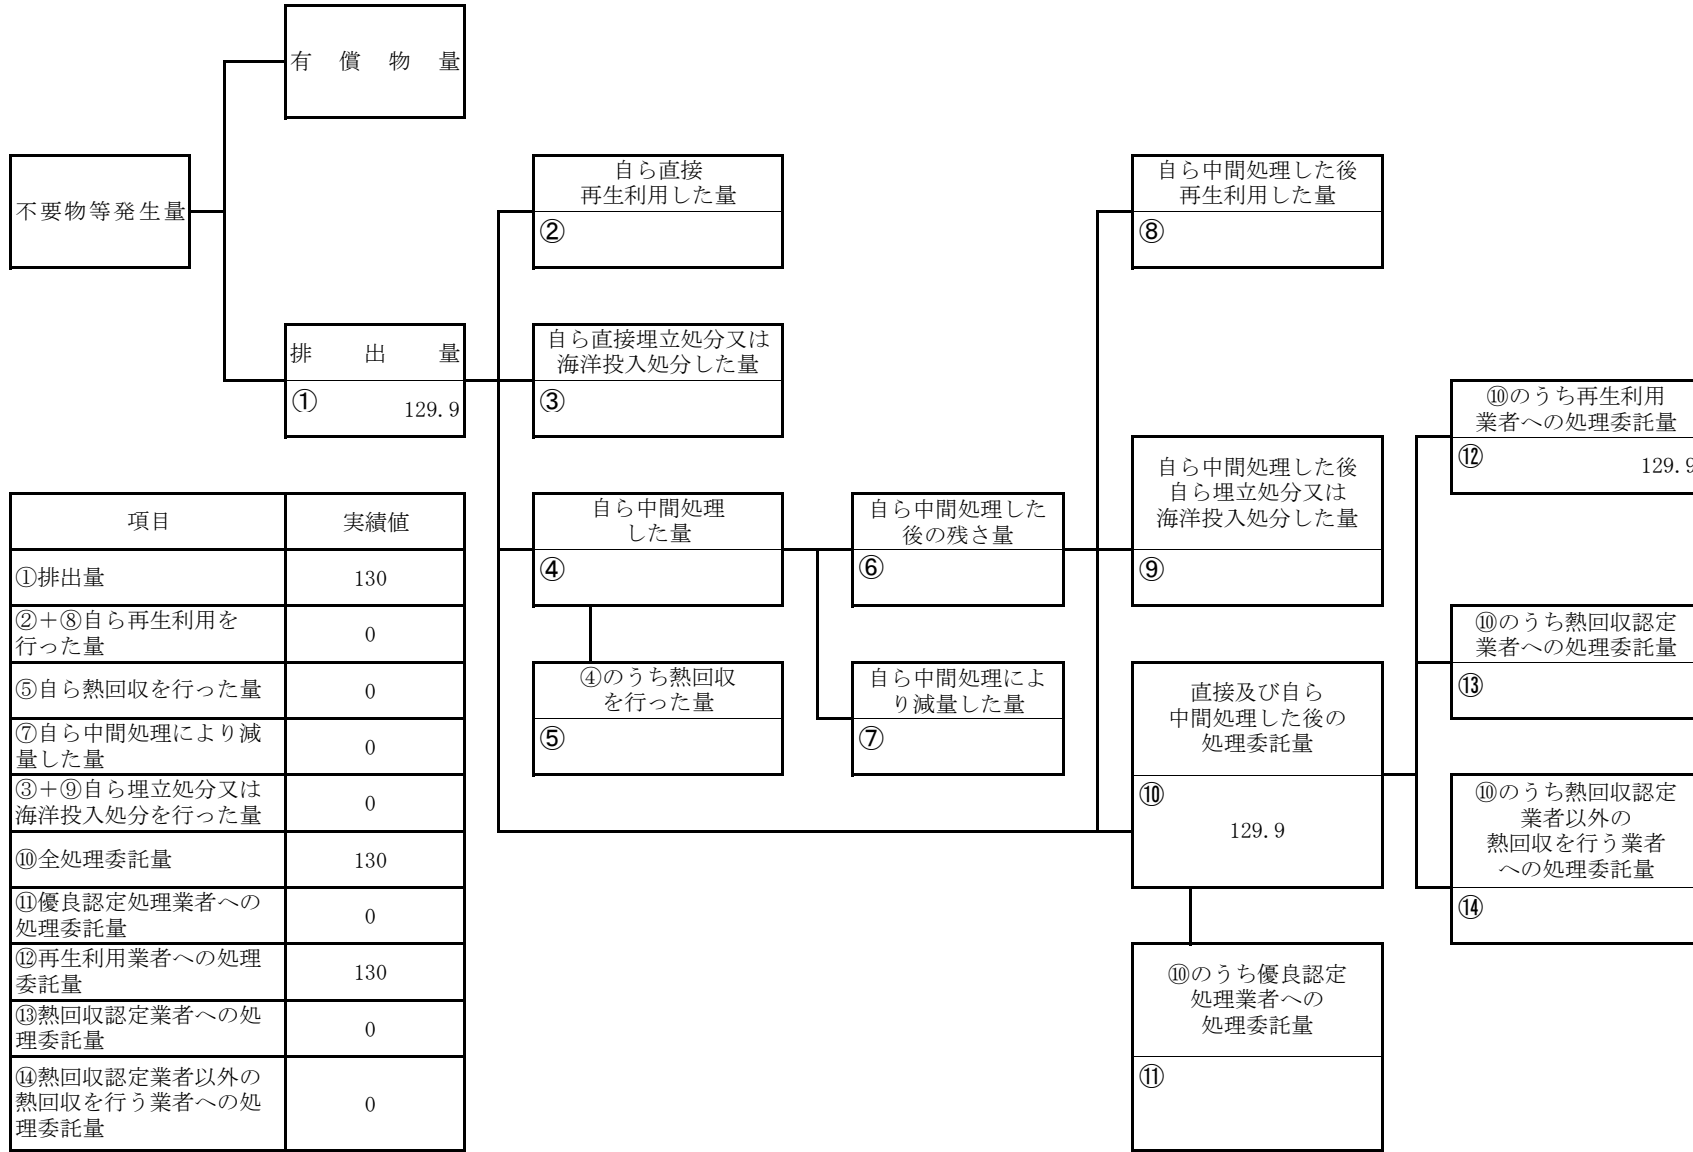 有償物量
不要物等発生量
排出量
① 129.9
自ら直接
再生利用した量
②
自ら直接埋立処分又は
海洋投入処分した量
③
自ら中間処理
した量
④
④のうち熱回収
を行った量
⑤
自ら中間処理した
後の残さ量
⑥
自ら中間処理によ
り減量した量
⑦
自ら中間処理した後
再生利用した量
⑧
自ら中間処理した後
自ら埋立処分又は
海洋投入処分した量
⑨
直接及び自ら
中間処理した後の
処理委託量
⑩
129.9
⑩のうち優良認定
処理業者への
処理委託量
⑪
⑩のうち再生利用
業者への処理委託量
⑫ 129.9
⑩のうち熱回収認定
業者への処理委託量
⑬
⑩のうち熱回収認定
業者以外の
熱回収を行う業者
への処理委託量
⑭
項目 実績値
①排出量 130
②＋⑧自ら再生利用を
行った量 0
⑤自ら熱回収を行った量 0
⑦自ら中間処理により減
量した量 0
③＋⑨自ら埋立処分又は
海洋投入処分を行った量 0
⑩全処理委託量 130
⑪優良認定処理業者への
処理委託量 0
⑫再生利用業者への処理
委託量 130
⑬熱回収認定業者への処
理委託量 0
⑭熱回収認定業者以外の
熱回収を行う業者への処
理委託量 0